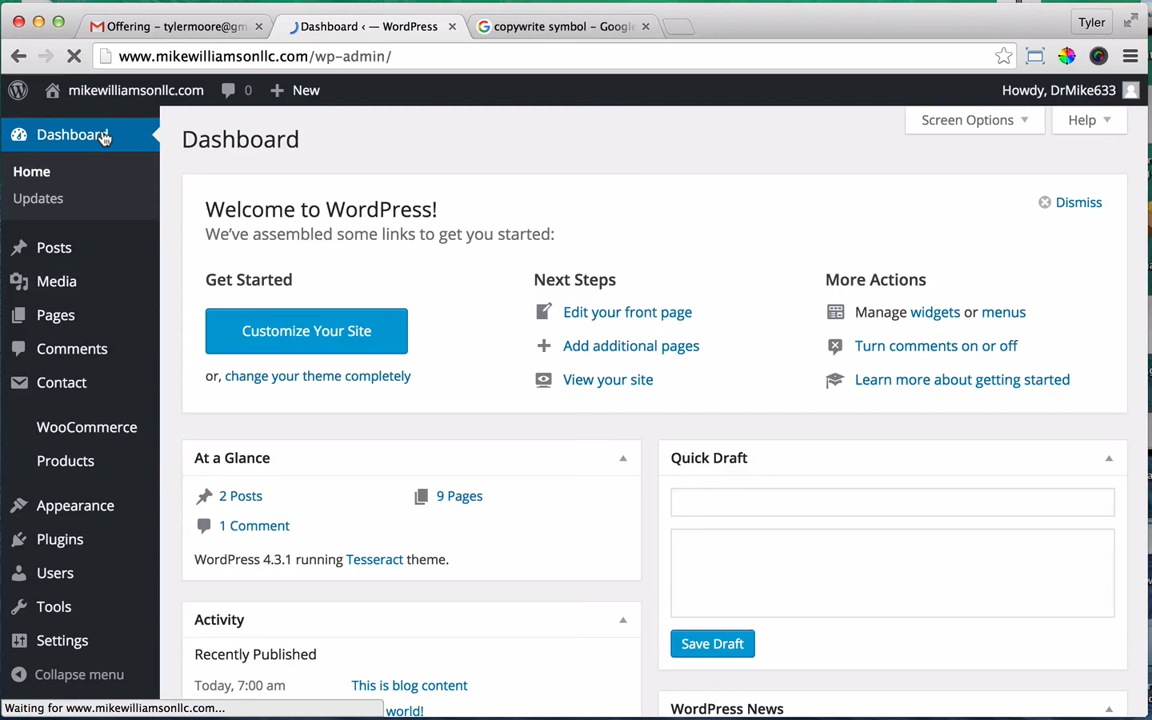 Offering - tylermoore@gm
Dashboard ‹ — WordPress
copywrite symbol - Google
Tyler
www.mikewilliamsonllc.com/wp-admin/
mikewilliamsonllc.com
0
New
Howdy, DrMike633
Dashboard
Home
Updates
Posts
Media
Pages
Comments
Contact
WooCommerce
Products
Appearance
Plugins
Users
Tools
Settings
Collapse menu
Screen Options
Help
Dashboard
Welcome to WordPress!
We've assembled some links to get you started:
Dismiss
Get Started
Customize Your Site
or, change your theme completely
Next Steps
Edit your front page
Add additional pages
View your site
More Actions
Manage widgets or menus
Turn comments on or off
Learn more about getting started
At a Glance
2 Posts
9 Pages
1 Comment
WordPress 4.3.1 running Tesseract theme.
Activity
Recently Published
Today, 7:00 am
This is blog content
world!
Quick Draft
Save Draft
WordPress News
Waiting for www.mikewilliamsonllc.com...